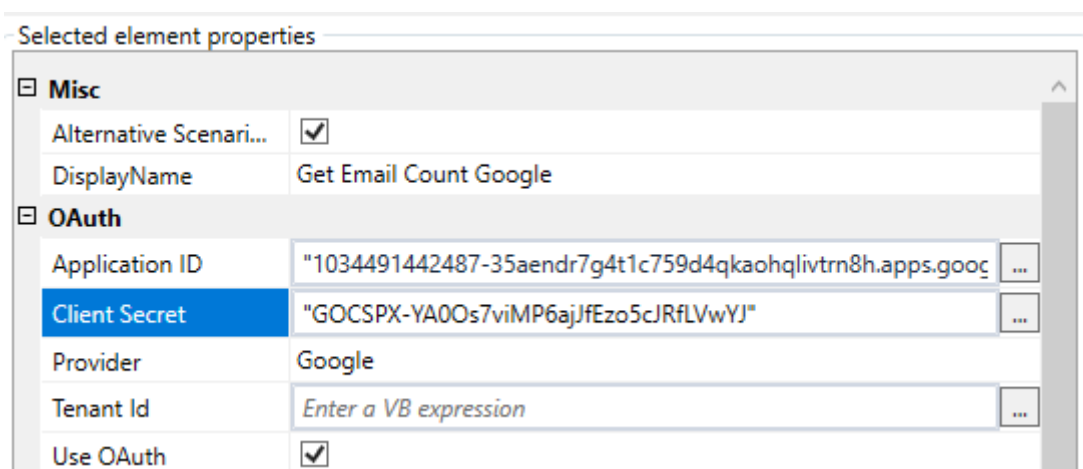 Selected element properties
Misc
Alternative Scenari...
DisplayName Get Email Count Google
OAuth
Application ID "1034491442487-35aendr7g4t1c759d4qkaohqlivtrn8h.apps.goog ...
Client Secret "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" ...
Provider Google
Tenant Id Enter a VB expression ...
Use OAuth